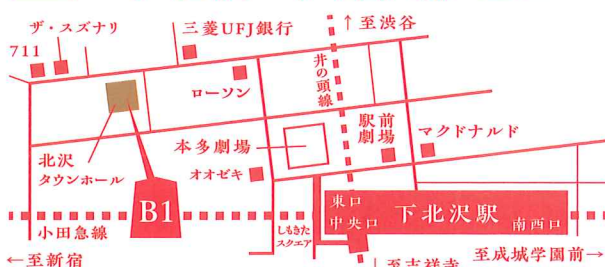 ザ・スズナリ
711
三菱UFJ銀行
↑至渋谷
ローソン
井の頭線
北沢
タウンホール
本多劇場
駅前
劇場
マクドナルド
オオゼキ
B1
東口
中央口
下北沢駅
南西口
小田急線
しもきた
スクエア
←至新宿
↓至吉祥寺
至成城学園前→